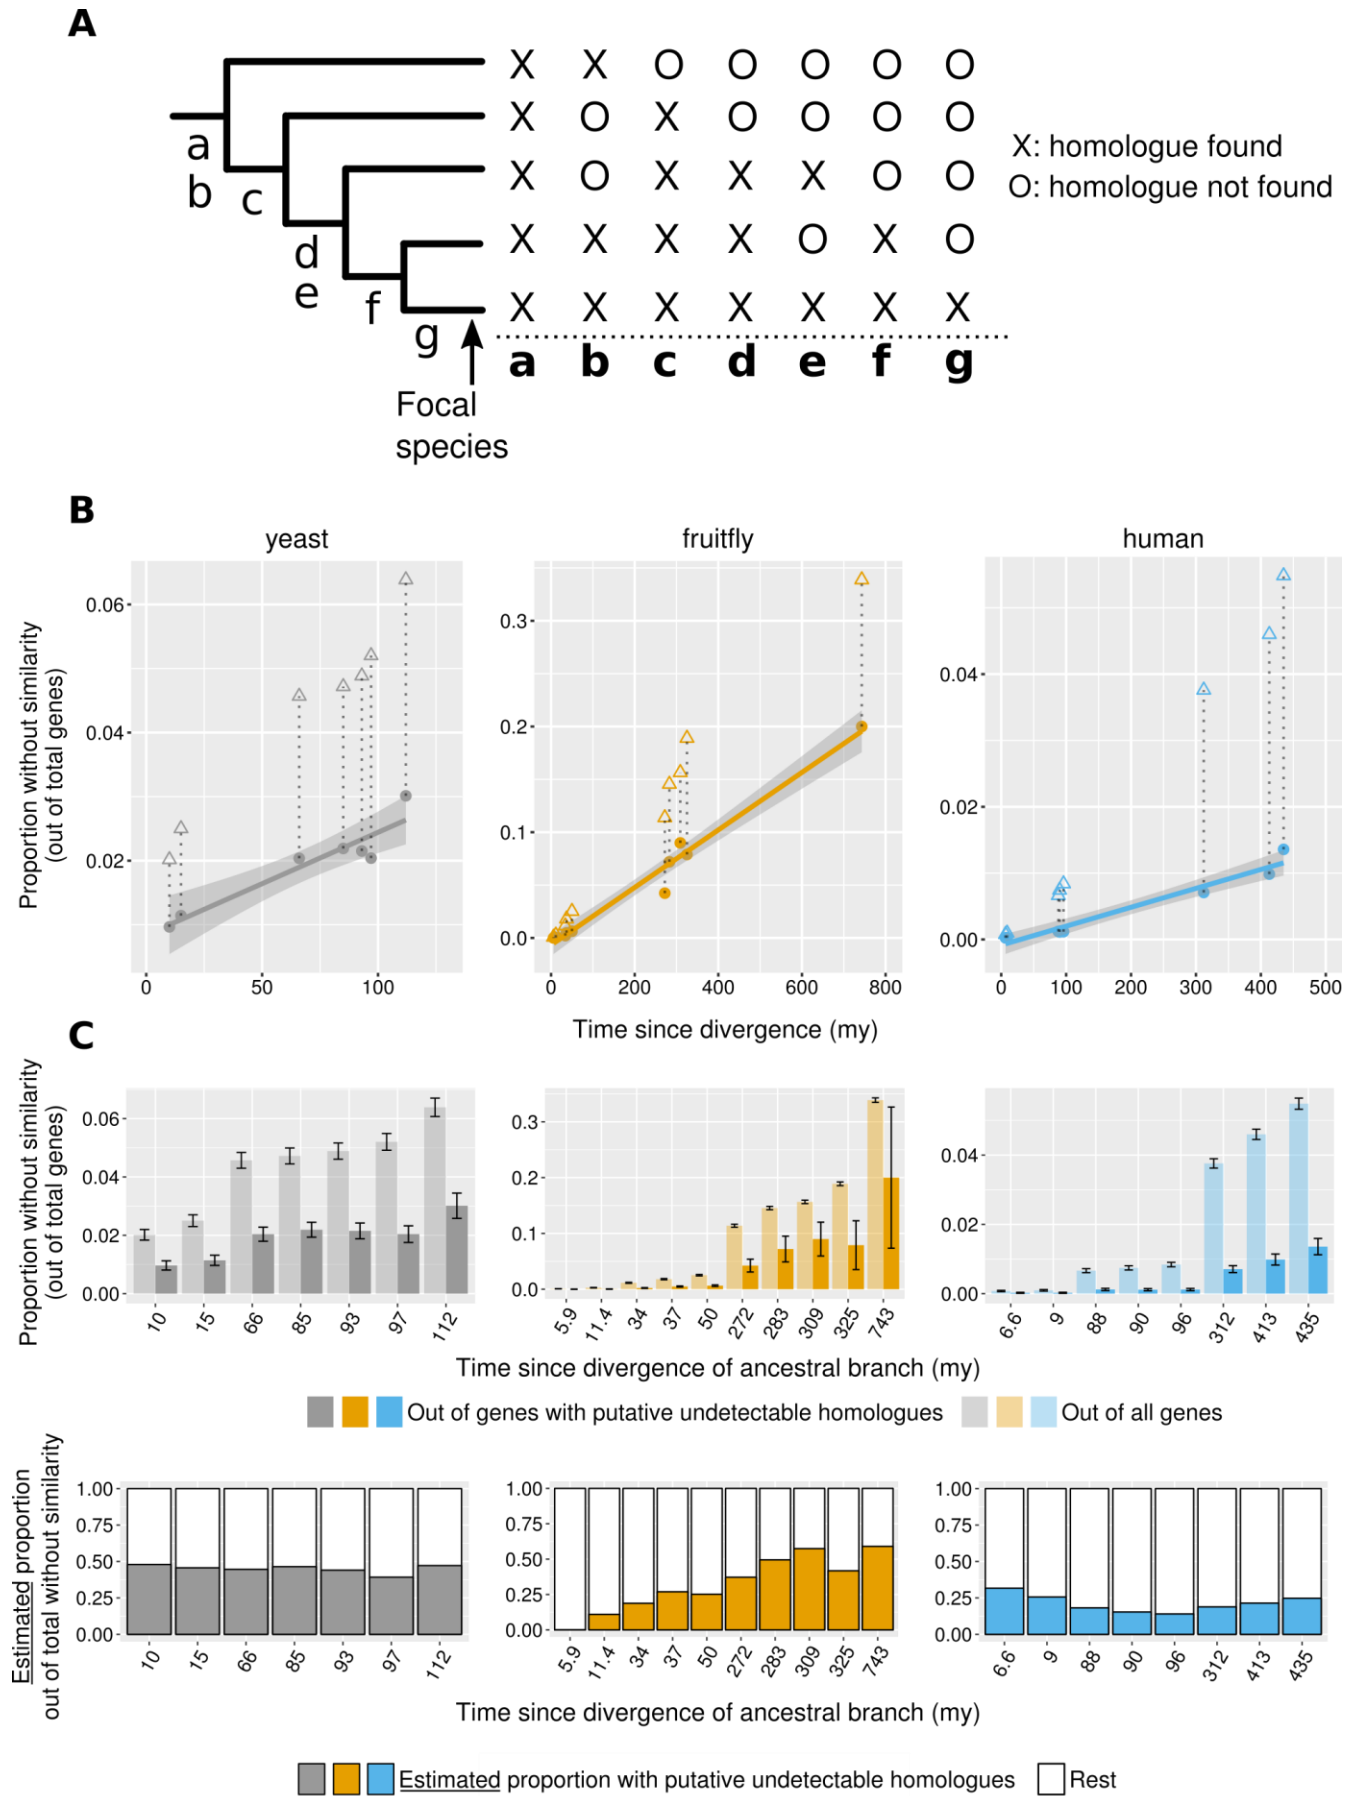 A
X X O O O O O
a
X O X O O O O
X: homologue found
b c
X O X X X O O
O: homologue not found
d
X X X X O X O
e
f
X X X X X X X
g
a b c d e f g
Focal
species
B
yeast fruitfly human
Proportion without similarity
(out of total genes)
0.06
0.04
0.02
0 50 100
0.3
0.2
0.1
0.0
0 200 400 600 800
0.04
0.02
0.00
0 100 200 300 400 500
Time since divergence (my)
C
Proportion without similarity
(out of total genes)
0.06
0.04
0.02
0.00
10 15 66 85 93 97 112
0.3
0.2
0.1
0.0
5.9 11.4 34 37 50 272 283 309 325 743
0.04
0.02
0.00
6.6 9 88 90 96 312 413 435
Time since divergence of ancestral branch (my)
Out of genes with putative undetectable homologues Out of all genes
Estimated proportion
out of total without similarity
1.00
0.75
0.50
0.25
0.00
10 15 66 85 93 97 112
1.00
0.75
0.50
0.25
0.00
5.9 11.4 34 37 50 272 283 309 325 743
1.00
0.75
0.50
0.25
0.00
6.6 9 88 90 96 312 413 435
Time since divergence of ancestral branch (my)
Estimated proportion with putative undetectable homologues Rest